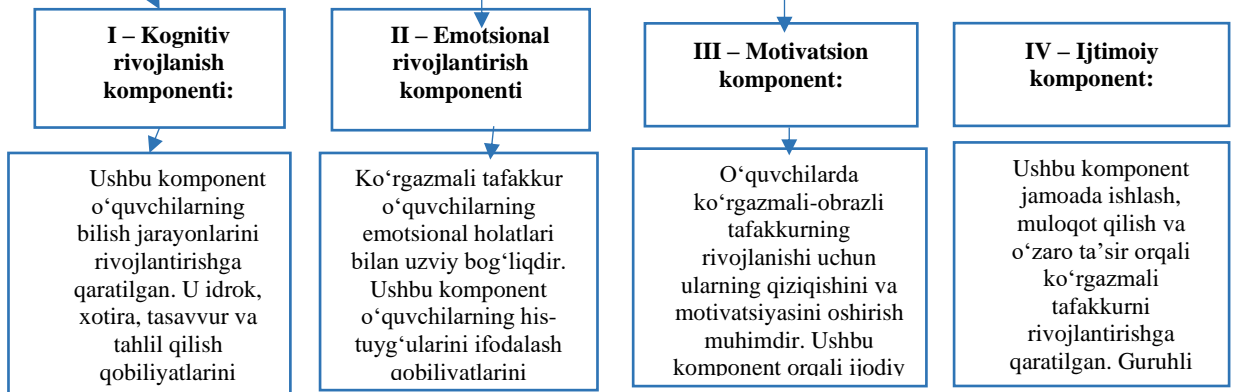 I – Kognitiv
rivojlanish
komponenti:
II – Emotsional
rivojlantirish
komponenti
III – Motivatsion
komponent:
IV – Ijtimoiy
komponent:
Ushbu komponent
o‘quvchilarning
bilish jarayonlarini
rivojlantirishga
qaratilgan. U idrok,
xotira, tasavvur va
tahlil qilish
qobiliyatlarini
Ko‘rgazmali tafakkur
o‘quvchilarning
emotsional holatlari
bilan uzviy bog‘liqdir.
Ushbu komponent
o‘quvchilarning his-
tuyg‘ularini ifodalash
qobiliyatlarini
O‘quvchilarda
ko‘rgazmali-obrazli
tafakkurning
rivojlanishi uchun
ularning qiziqishini va
motivatsiyasini oshirish
muhimdir. Ushbu
komponent orqali ijodiy
Ushbu komponent
jamoada ishlash,
muloqot qilish va
o‘zaro ta’sir orqali
ko‘rgazmali
tafakkurni
rivojlantirishga
qaratilgan. Guruhli